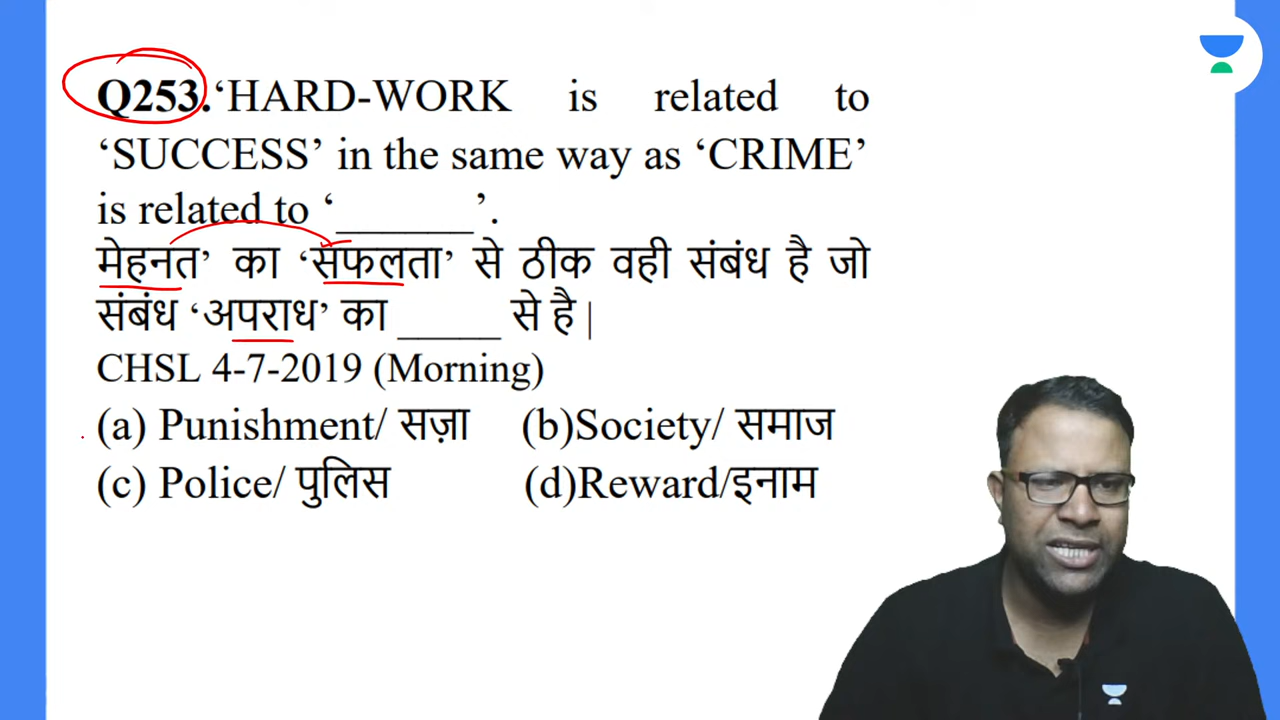 Q253.‘HARD-WORK is related to
‘SUCCESS’ in the same way as ‘CRIME’
is related to ‘______’.
मेहनत’ का ‘सफलता’ से ठीक वही संबंध है जो
संबंध ‘अपराध’ का _____ से है|
CHSL 4-7-2019 (Morning)
(a) Punishment/ सज़ा (b)Society/ समाज
(c) Police/ पुलिस (d)Reward/इनाम